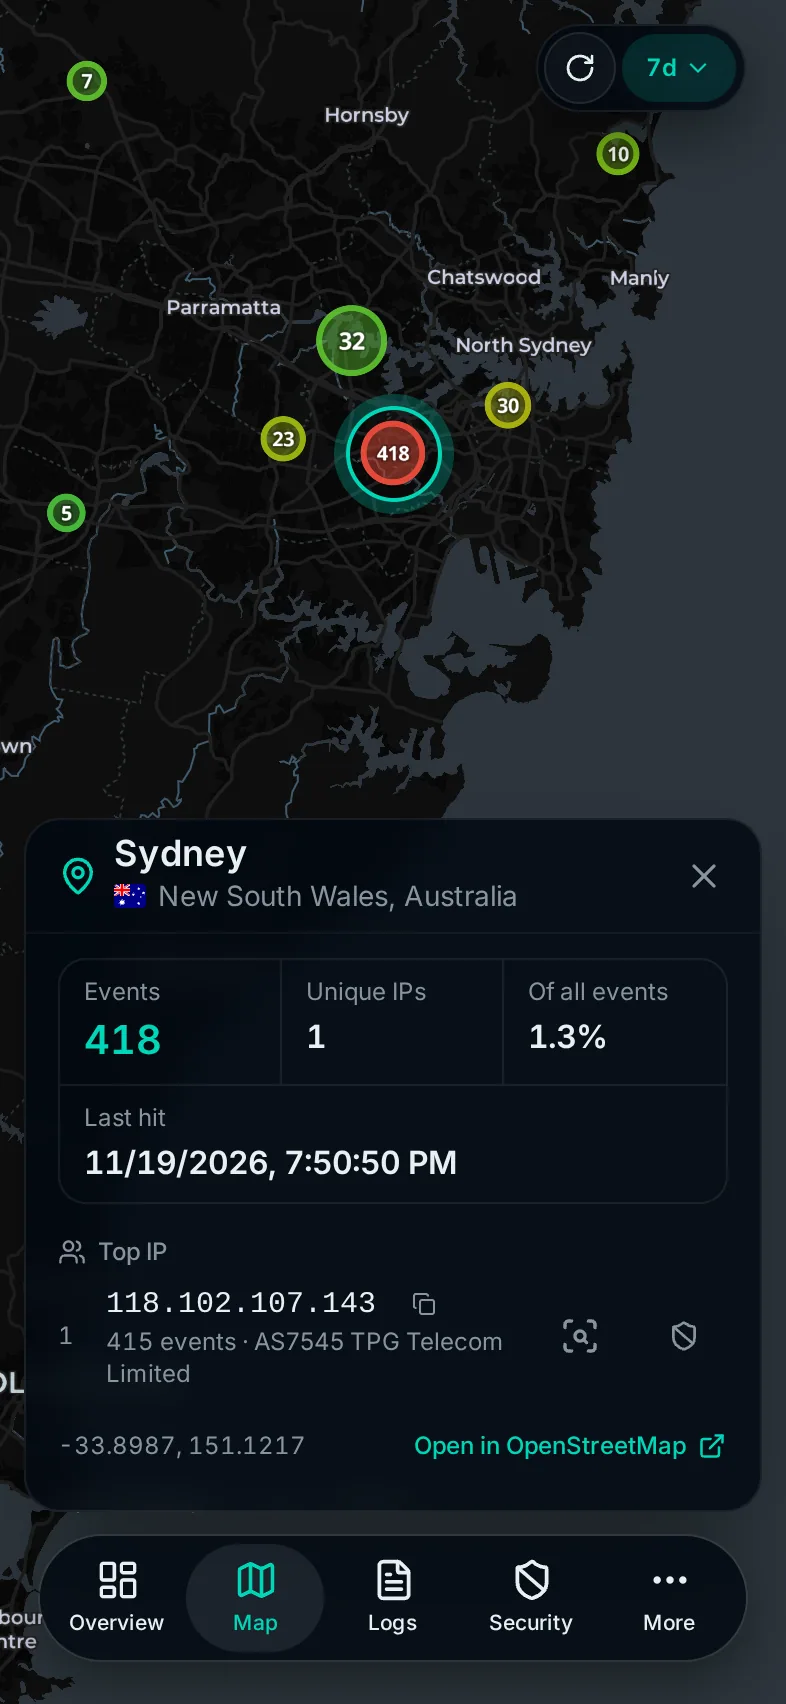 7d
7
Hornsby
10
Chatswood
Manly
Parramatta
32
North Sydney
30
23
418
5
wn
Sydney
New South Wales, Australia
Events
418
Unique IPs
1
Of all events
1.3%
Last hit
11/19/2026, 7:50:50 PM
Top IP
1
118.102.107.143
415 events · AS7545 TPG Telecom
Limited
OL
-33.8987, 151.1217
Open in OpenStreetMap
bour
ntre
Overview
Map
Logs
Security
More